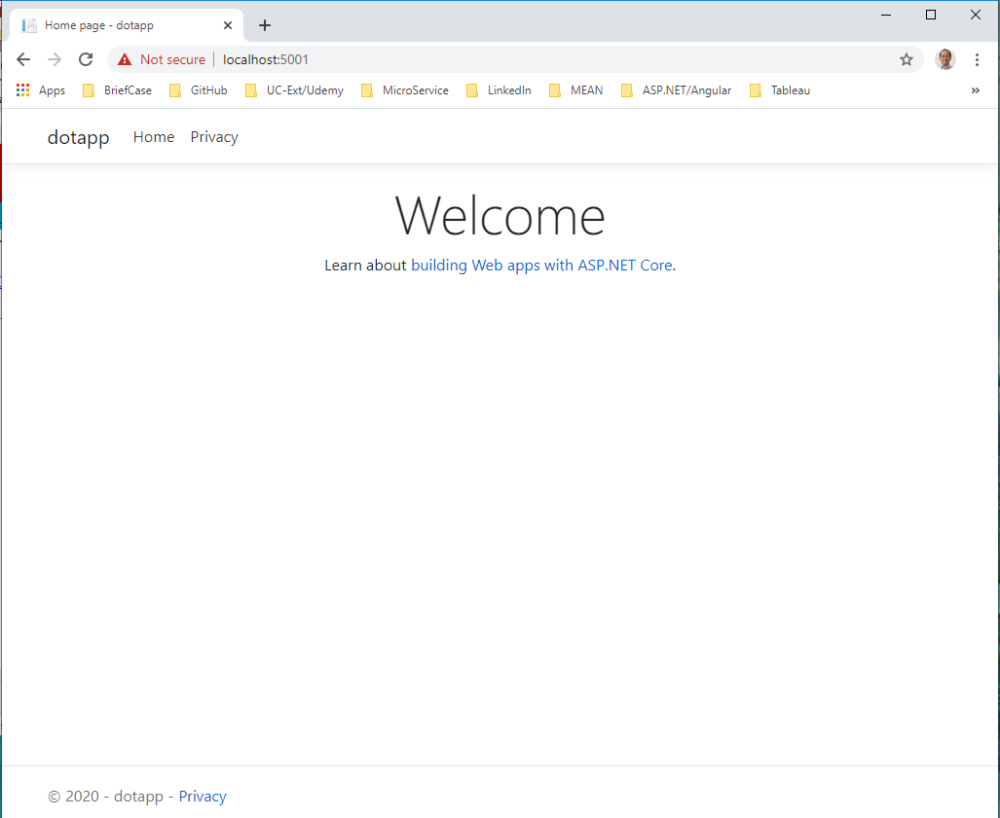 Home page - dotapp
Not secure localhost:5001
Apps BriefCase GitHub UC-Ext/Udemy MicroService LinkedIn MEAN ASP.NET/Angular Tableau »
dotapp Home Privacy
Welcome
Learn about building Web apps with ASP.NET Core.
© 2020 - dotapp - Privacy